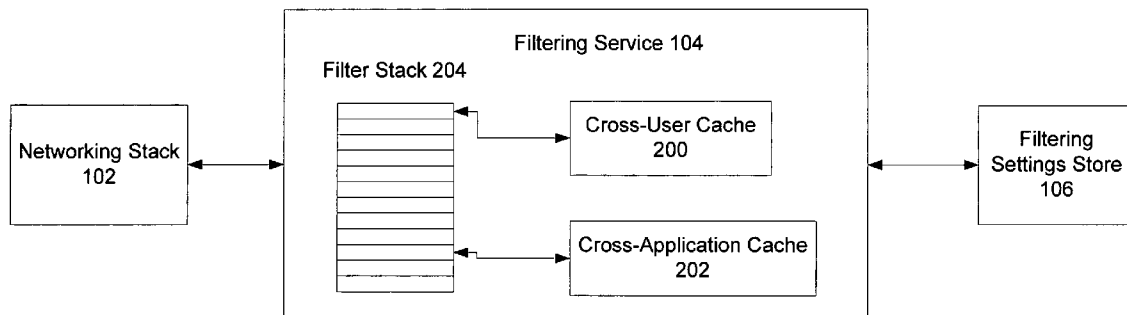 Filtering Service 104
Filter Stack 204
Networking Stack
102
Cross-User Cache
200
Cross-Application Cache
202
Filtering
Settings Store
106